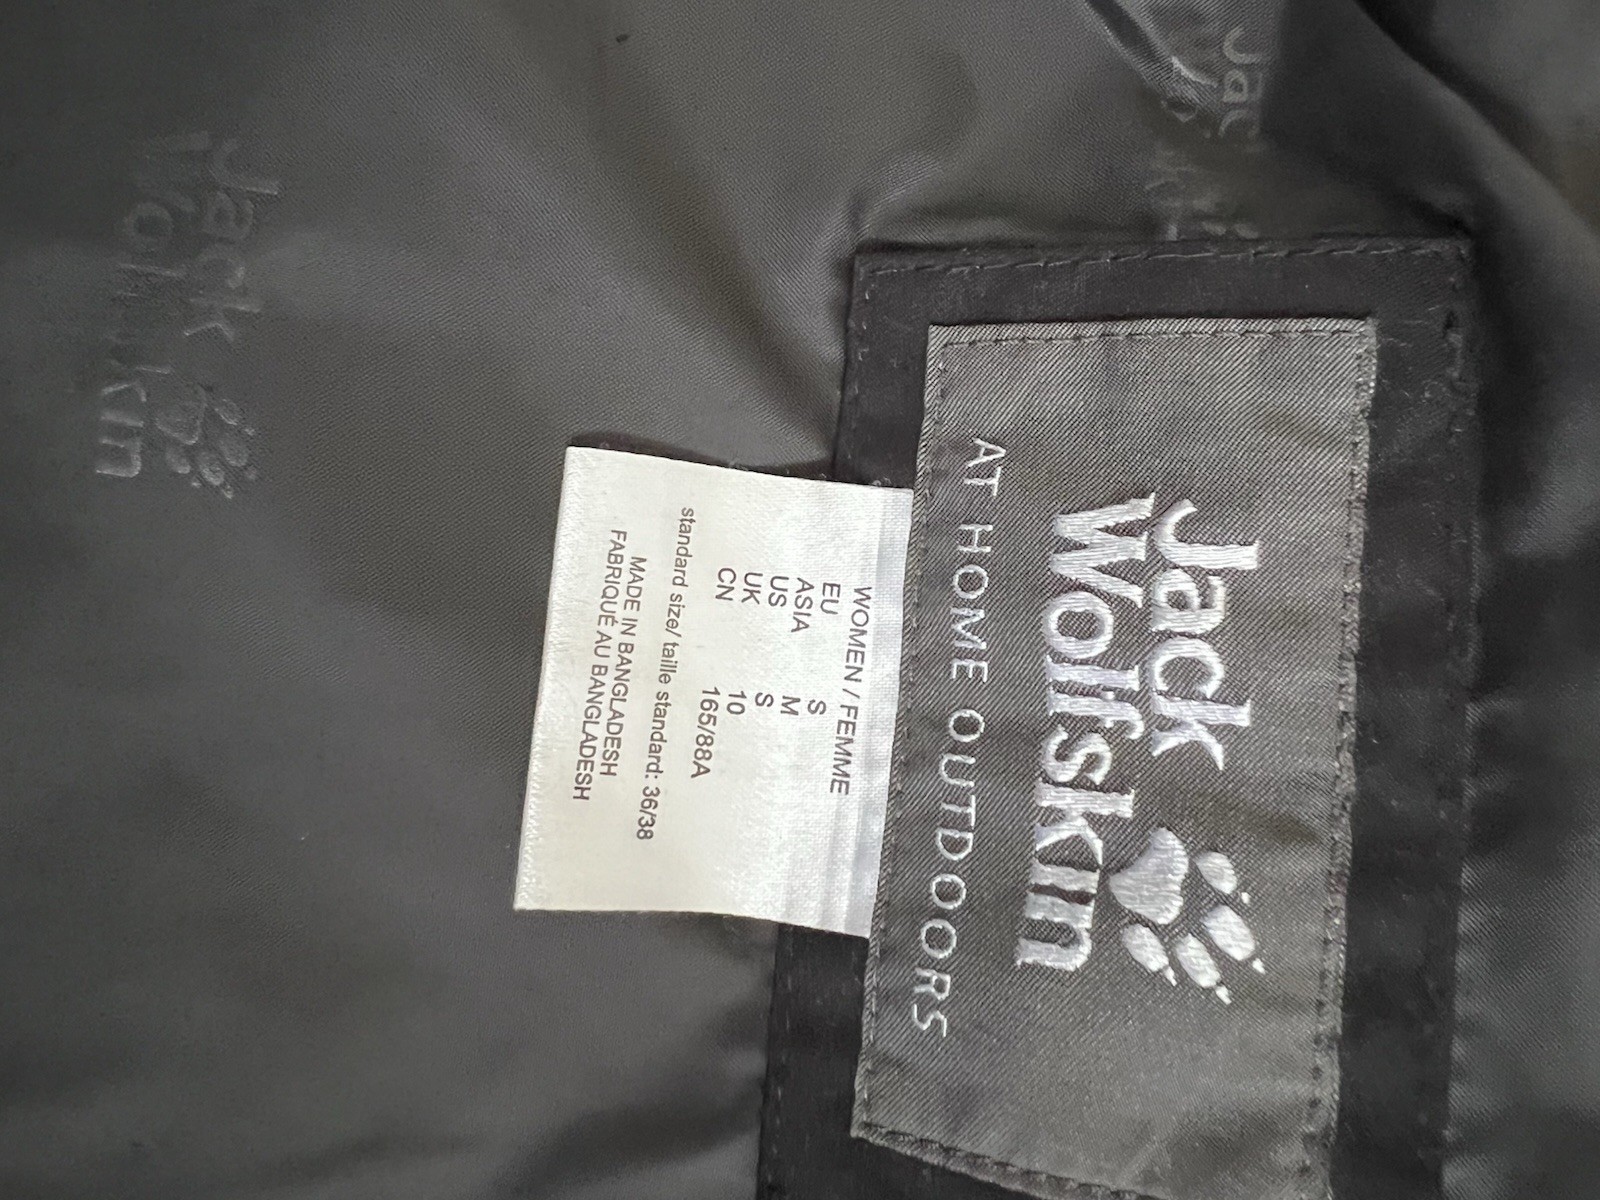 Jack
Wolfskin
AT HOME OUTDOORS
WOMEN / FEMME
EU S
ASIA M
US S
UK 10
CN 165/88A
standard size/ taille standard: 36/38
MADE IN BANGLADESH
FABRIQUÉ AU BANGLADESH
Jack
Wolfskin
Jac